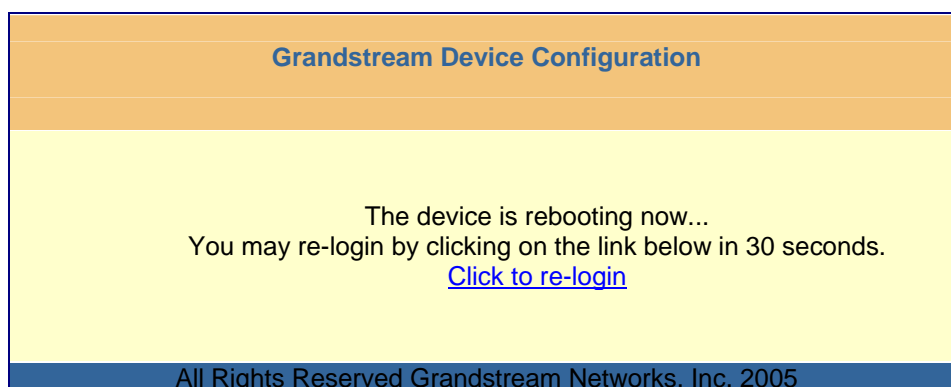 Grandstream Device Configuration
The device is rebooting now...
You may re-login by clicking on the link below in 30 seconds.
Click to re-login
All Rights Reserved Grandstream Networks, Inc. 2005